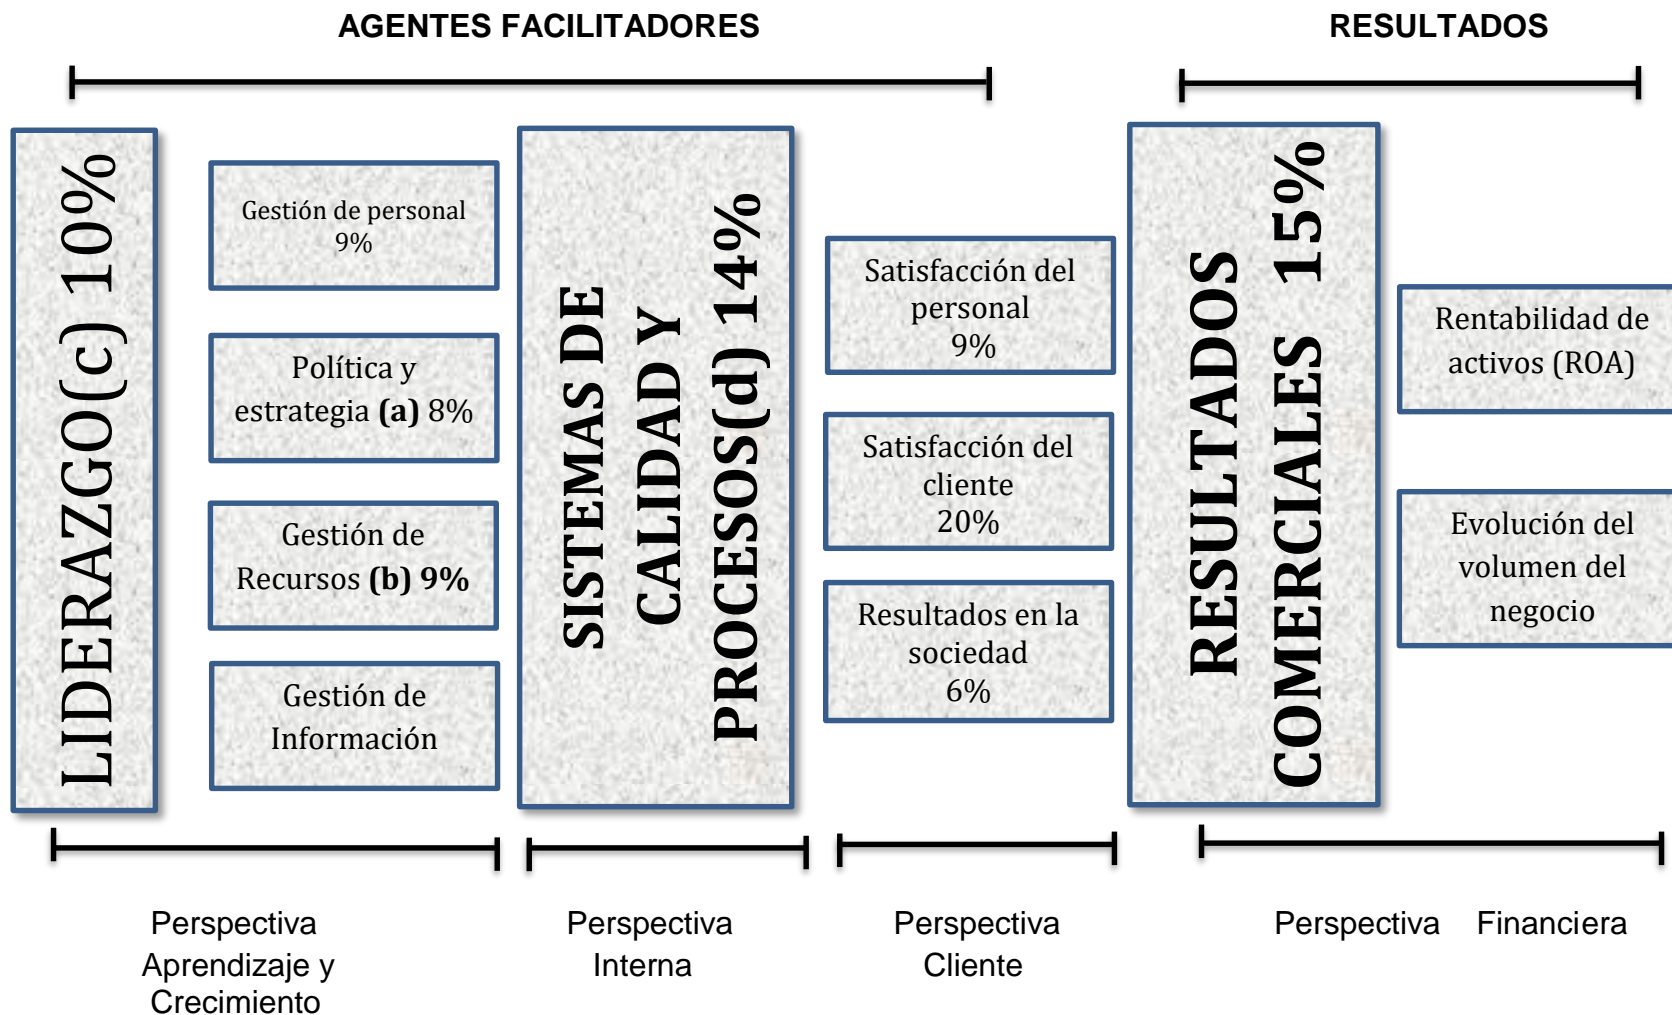 AGENTES FACILITADORES
RESULTADOS
LIDERAZGO(c) 10%
Gestión de personal
9%
Política y
estrategia (a) 8%
Gestión de
Recursos (b) 9%
Gestión de
Información
SISTEMAS DE
CALIDAD Y
PROCESOS(d) 14%
Satisfacción del
personal
9%
Satisfacción del
cliente
20%
Resultados en la
sociedad
6%
RESULTADOS
COMERCIALES 15%
Rentabilidad de
activos (ROA)
Evolución del
volumen del
negocio
Perspectiva
Aprendizaje y
Crecimiento
Perspectiva
Interna
Perspectiva
Cliente
Perspectiva Financiera